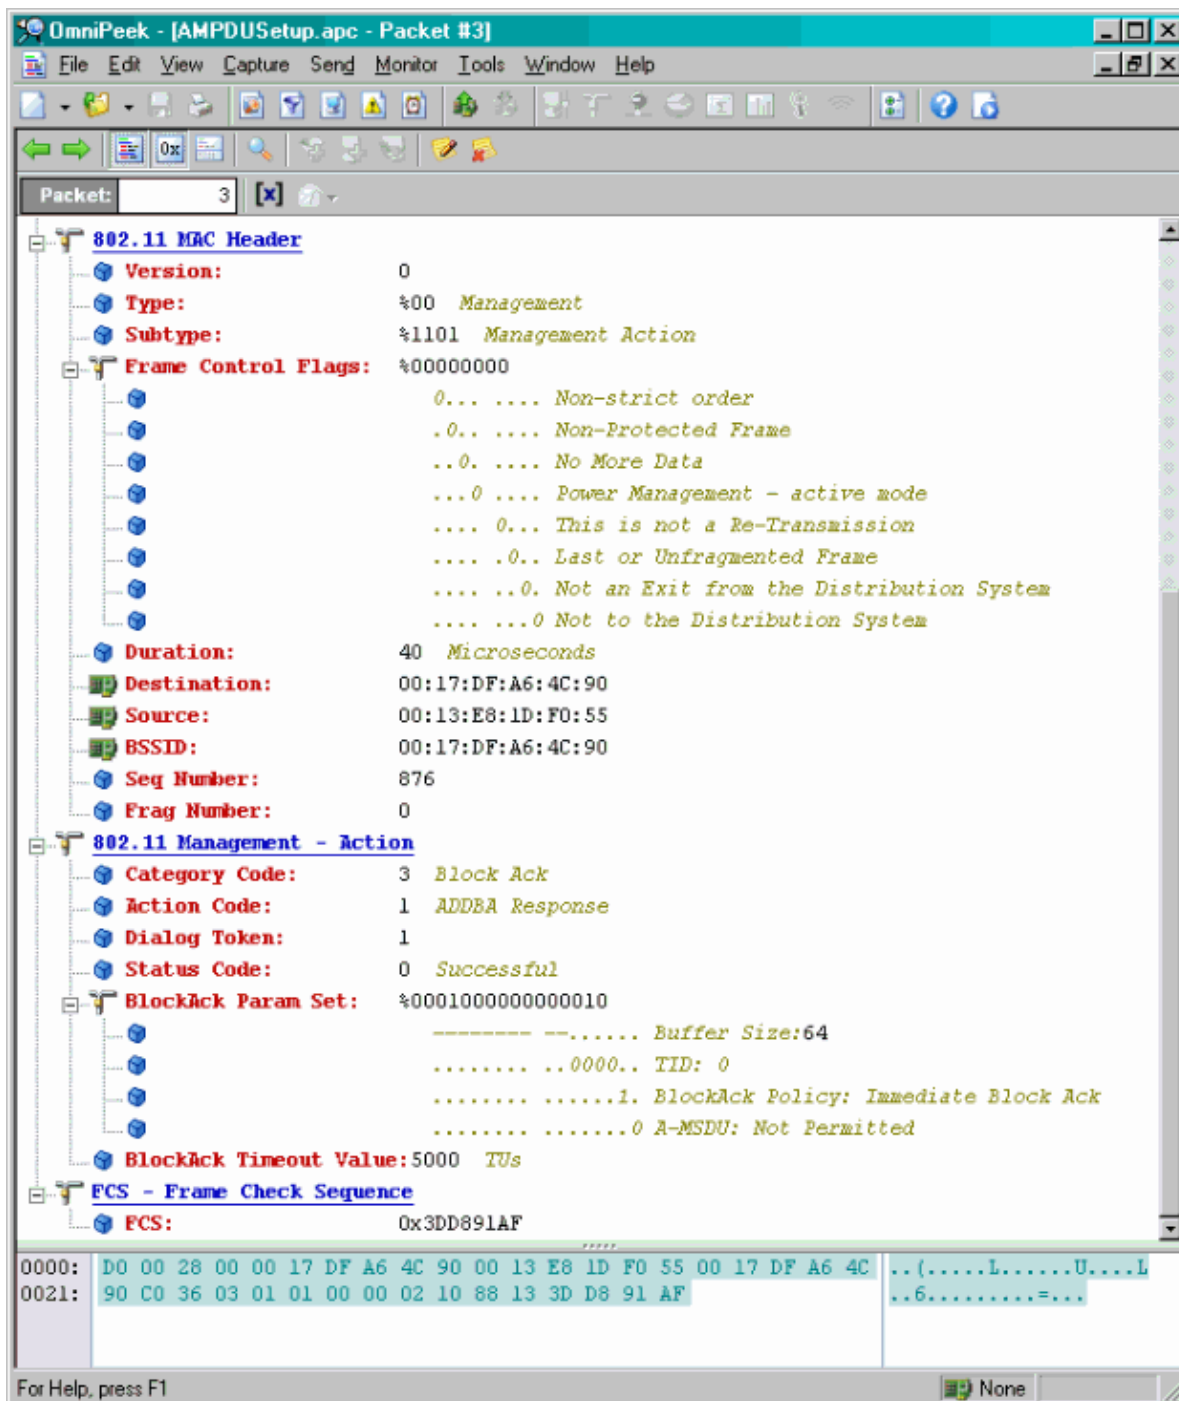 OmniPeek - [AMPDUSetup.apc - Packet #3]
File Edit View Capture Send Monitor Tools Window Help
0x
Packet: 3 [x]
802.11 MAC Header
Version: 0
Type: %00 Management
Subtype: %1101 Management Action
Frame Control Flags: %00000000
0... .... Non-strict order
.0.. .... Non-Protected Frame
..0. .... No More Data
...0 .... Power Management - active mode
.... 0... This is not a Re-Transmission
.... .0.. Last or Unfragmented Frame
.... ..0. Not an Exit from the Distribution System
.... ...0 Not to the Distribution System
Duration: 40 Microseconds
Destination: 00:17:DF:A6:4C:90
Source: 00:13:E8:1D:F0:55
BSSID: 00:17:DF:A6:4C:90
Seq Number: 876
Frag Number: 0
802.11 Management - Action
Category Code: 3 Block Ack
Action Code: 1 ADDBA Response
Dialog Token: 1
Status Code: 0 Successful
BlockAck Param Set: %0001000000000010
-------- --...... Buffer Size:64
........ ..0000.. TID: 0
........ ......1. BlockAck Policy: Immediate Block Ack
........ .......0 A-MSDU: Not Permitted
BlockAck Timeout Value:5000 TUs
FCS - Frame Check Sequence
FCS: 0x3DD891AF
0000: D0 00 28 00 00 17 DF A6 4C 90 00 13 E8 1D F0 55 00 17 DF A6 4C ..(.....L......U....L
0021: 90 C0 36 03 01 01 00 00 02 10 88 13 3D D8 91 AF ..6.........=...
For Help, press F1 None